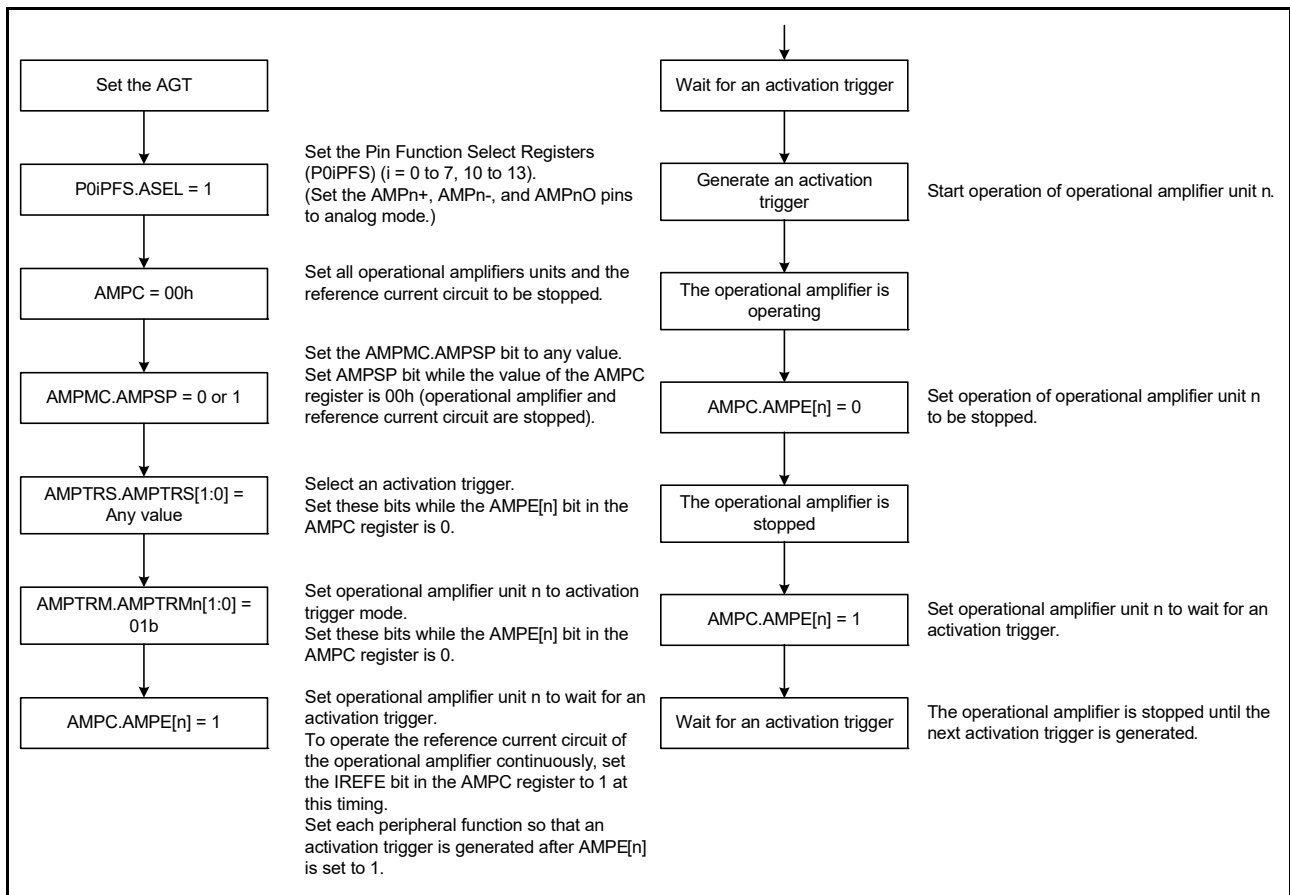 Set the AGT
P0iPFS.ASEL = 1
Set the Pin Function Select Registers
(P0iPFS) (i = 0 to 7, 10 to 13).
(Set the AMPn+, AMPn-, and AMPnO pins
to analog mode.)
AMPC = 00h
Set all operational amplifiers units and the
reference current circuit to be stopped.
AMPMC.AMPSP = 0 or 1
Set the AMPMC.AMPSP bit to any value.
Set AMPSP bit while the value of the AMPC
register is 00h (operational amplifier and
reference current circuit are stopped).
AMPTRS.AMPTRS[1:0] =
Any value
Select an activation trigger.
Set these bits while the AMPE[n] bit in the
AMPC register is 0.
AMPTRM.AMPTRMn[1:0] =
01b
Set operational amplifier unit n to activation
trigger mode.
Set these bits while the AMPE[n] bit in the
AMPC register is 0.
AMPC.AMPE[n] = 1
Set operational amplifier unit n to wait for an
activation trigger.
To operate the reference current circuit of
the operational amplifier continuously, set
the IREFE bit in the AMPC register to 1 at
this timing.
Set each peripheral function so that an
activation trigger is generated after AMPE[n]
is set to 1.
Wait for an activation trigger
Generate an activation
trigger
Start operation of operational amplifier unit n.
The operational amplifier is
operating
AMPC.AMPE[n] = 0
Set operation of operational amplifier unit n
to be stopped.
The operational amplifier is
stopped
AMPC.AMPE[n] = 1
Set operational amplifier unit n to wait for an
activation trigger.
Wait for an activation trigger
The operational amplifier is stopped until the
next activation trigger is generated.